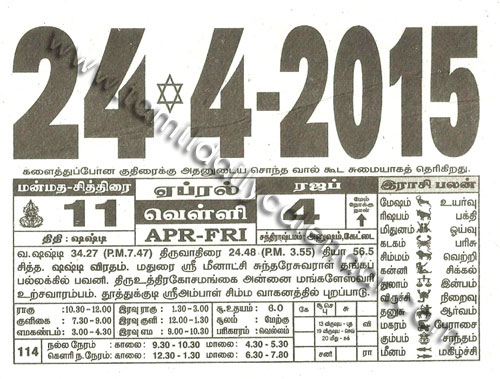 24-4-2015
களைத்துப்போன குதிரைக்கு அதனுடைய சொந்த வால் கூட சுமையாகத் தெரிகிறது.
மன்மத-சித்திரை ஏப்ரல் ரஜப் மேல் நோக்கு நாள் இராசி பலன்
11 வெள்ளி 4
திதி : ஷஷ்டி APR-FRI சந்திராஷ்டமம்: அனுஷம், கேட்டை
மேஷம் உயர்வு
ரிஷபம் பக்தி
மிதுனம் ஓய்வு
கடகம் பரிசு
சிம்மம் வெற்றி
கன்னி சிக்கல்
துலாம் இன்பம்
விருச்சி நிறைவு
தனுசு ஆர்வம்
மகரம் பேராசை
கும்பம் சாந்தம்
மீனம் மகிழ்ச்சி
வ.ஷஷ்டி 34.27 (P.M.7.47) திருவாதிரை 24.48 (P.M. 3.55) தியா 56.5
சித்த. ஷஷ்டி விரதம். மதுரை ஸ்ரீ மீனாட்சி சுந்தரேசுவராள் தங்கப்
பல்லக்கில் பவனி. திருஉத்திரகோசமங்கை அன்னை மங்களேஸ்வரி
உற்சவாரம்பம். தூத்துக்குடி ஸ்ரீஅம்பாள் சிம்ம வாகனத்தில் புறப்பாடு.
ராகு :10.30 -12.00 இரவு ராகு : 1.30 - 3.00 சூ.உதயம் : 6.0
குளிகை : 7.30 - 9.00 இரவு குளி : 12.00 - 1.30 சூலம் : மேற்கு
எமகண்டம் : 3.00 - 4.30 இரவு எம : 9.00 -10.30 பரிகாரம் : வெல்லம்
114 நல்ல நேரம் : காலை: 9.30 - 10.30 மாலை: 4.30 - 5.30
கௌரி ந.நேரம்: காலை: 12.30 - 1.30 மாலை: 6.30 - 7.80
கே சூ செ பு சு
வி
சனி ரா
www.tamildailycalendar.com